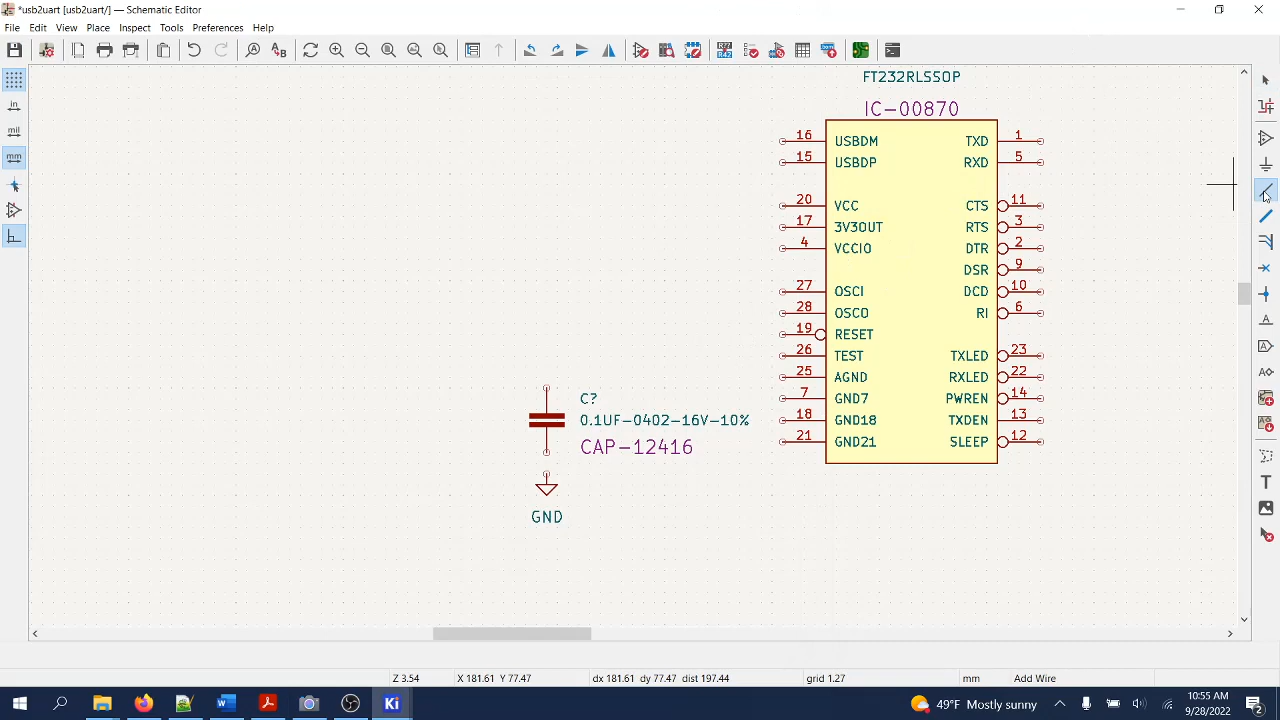 *usb2uart [usb2uart/] — Schematic Editor
File Edit View Place Inspect Tools Preferences Help
in
mil
mm
FT232RLSSOP
IC-00870
16 USBDM TXD 1
15 USBDP RXD 5
20 VCC CTS 11
17 3V3OUT RTS 3
4 VCCIO DTR 2
DSR 9
27 OSCI DCD 10
28 OSCO RI 6
19 RESET
26 TEST TXLED 23
25 AGND RXLED 22
7 GND7 PWREN 14
18 GND18 TXDEN 13
21 GND21 SLEEP 12
C?
0.1UF-0402-16V-10%
CAP-12416
GND
Z 3.54 X 181.61 Y 77.47 dx 181.61 dy 77.47 dist 197.44 grid 1.27 mm Add Wire
Ki
49°F Mostly sunny
10:55 AM
9/28/2022
2